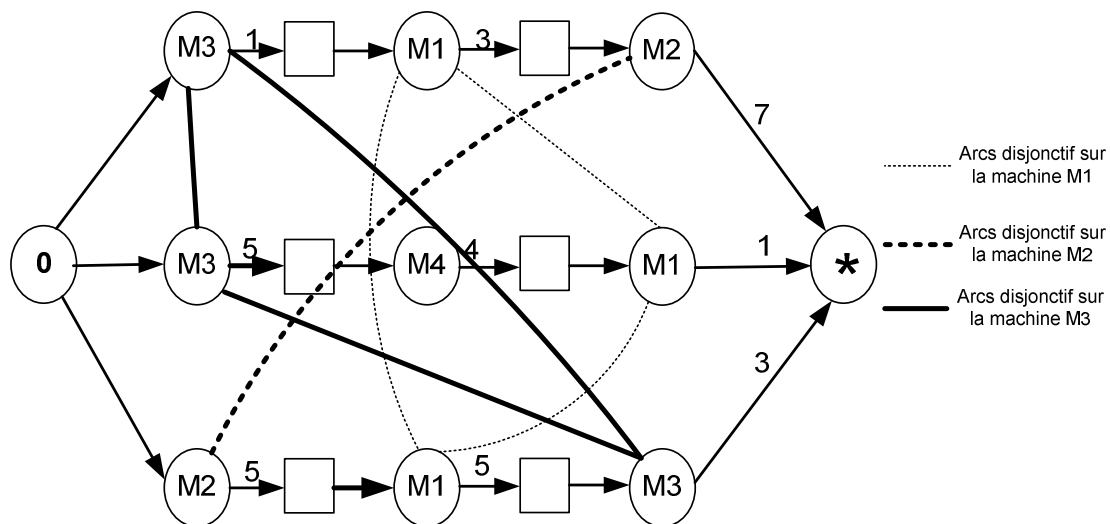 M3 1 M1 3 M2
7
Arcs disjonctif sur
la machine M1
0 M3 5 M4 4 M1 1 *
Arcs disjonctif sur
la machine M2
Arcs disjonctif sur
la machine M3
3
M2 5 M1 5 M3